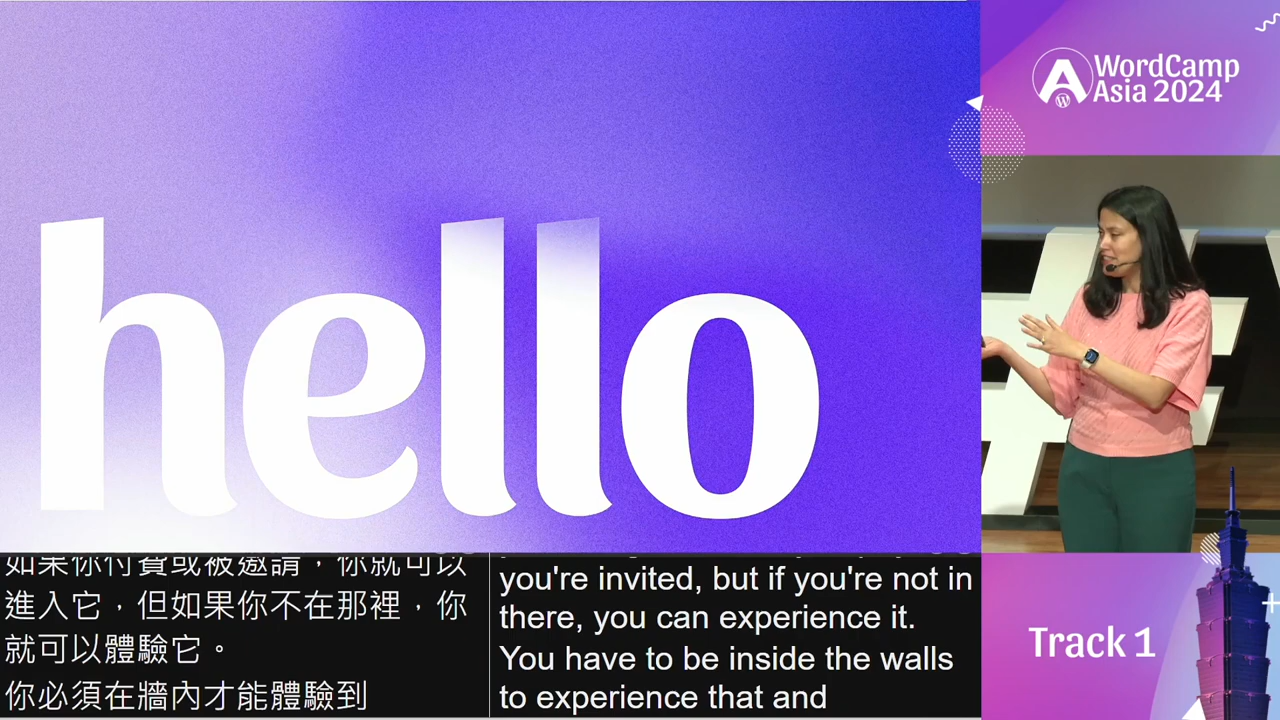 hello
WordCamp
Asia 2024
如果你付費或被邀請，你就可以
進入它，但如果你不在那裡，你
就可以體驗它。
你必須在牆內才能體驗到
you're invited, but if you're not in
there, you can experience it.
You have to be inside the walls
to experience that and
Track 1